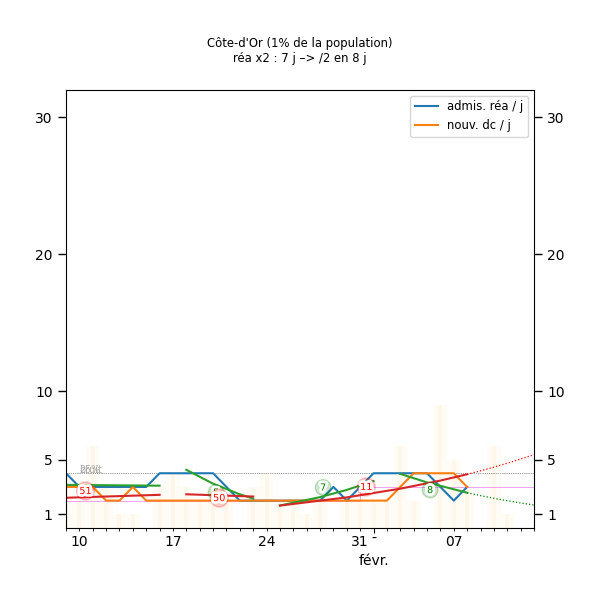 Côte-d'Or (1% de la population)
réa x2 : 7 j –> /2 en 8 j
admis. réa / j
nouv. dc / j
30 30
20 20
10 10
5 5
1 1
25%
51
50
7
11
8
10 17 24 31 07
févr.